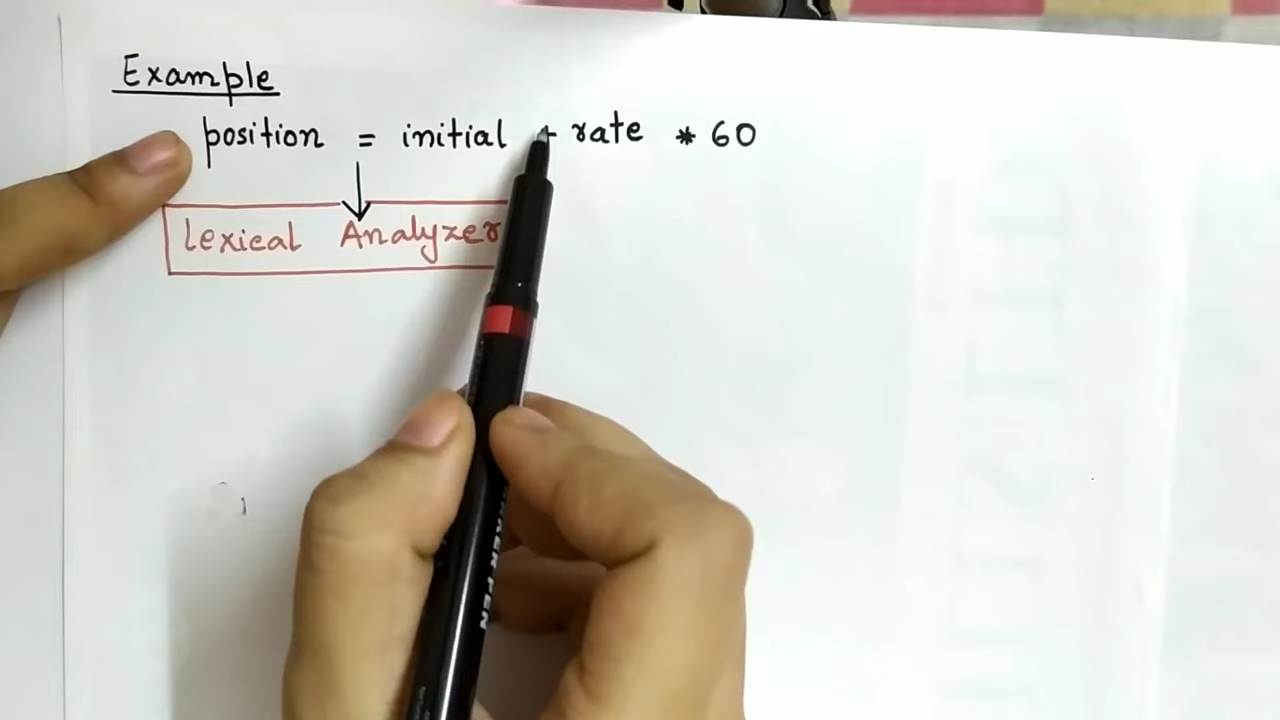 Example
position = initial + rate * 60
Lexical Analyzer